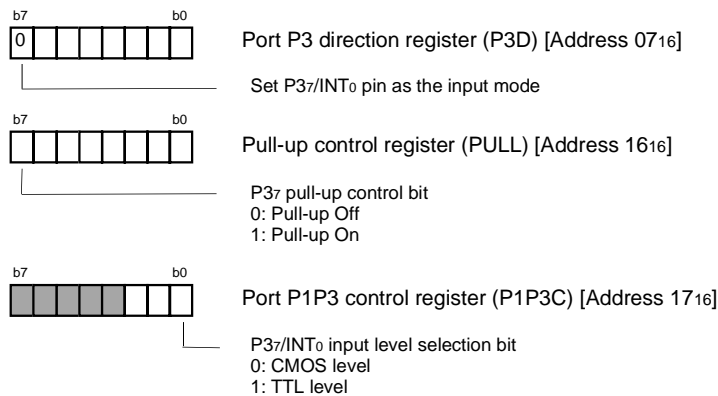 b7 b0
0
Port P3 direction register (P3D) [Address 0716]
Set P37/INT0 pin as the input mode
b7 b0
Pull-up control register (PULL) [Address 1616]
P37 pull-up control bit
0: Pull-up Off
1: Pull-up On
b7 b0
Port P1P3 control register (P1P3C) [Address 1716]
P37/INT0 input level selection bit
0: CMOS level
1: TTL level